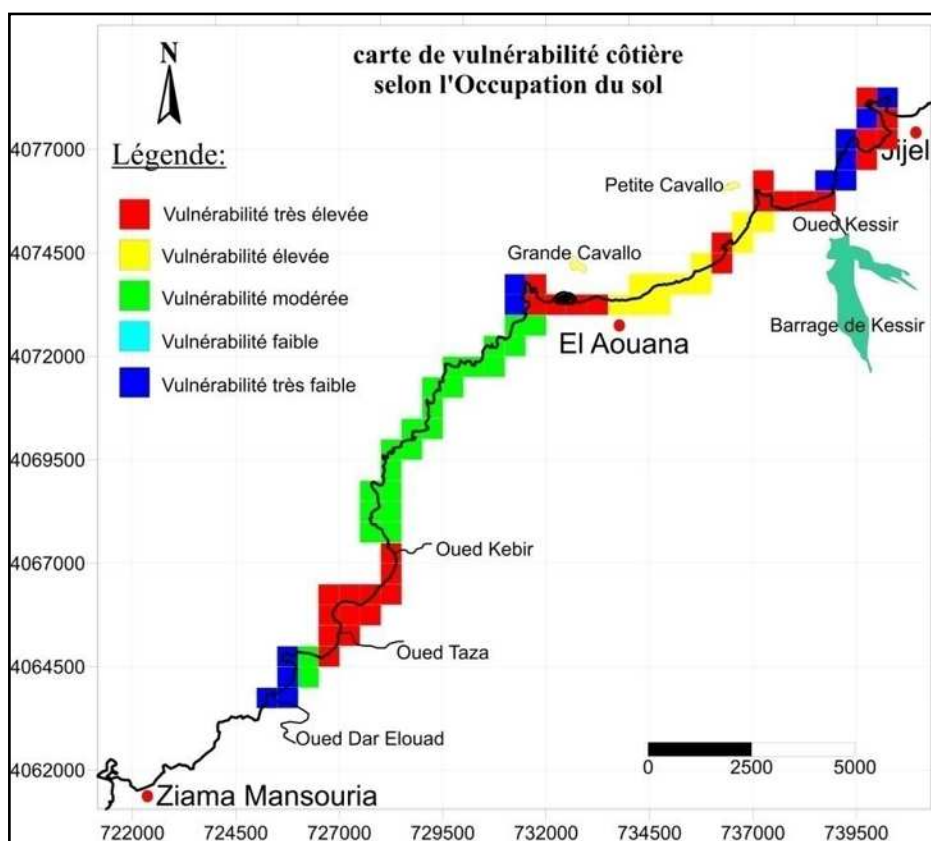 N
carte de vulnérabilité côtière
selon l'Occupation du sol
Légende:
Vulnérabilité très élevée
Vulnérabilité élevée
Vulnérabilité modérée
Vulnérabilité faible
Vulnérabilité très faible
Jijel
Petite Cavallo
Oued Kessir
Grande Cavallo
Barrage de Kessir
El Aouana
Oued Kebir
Oued Taza
Oued Dar Elouad
Ziama Mansouria
0 2500 5000
4077000
4074500
4072000
4069500
4067000
4064500
4062000
722000 724500 727000 729500 732000 734500 737000 739500